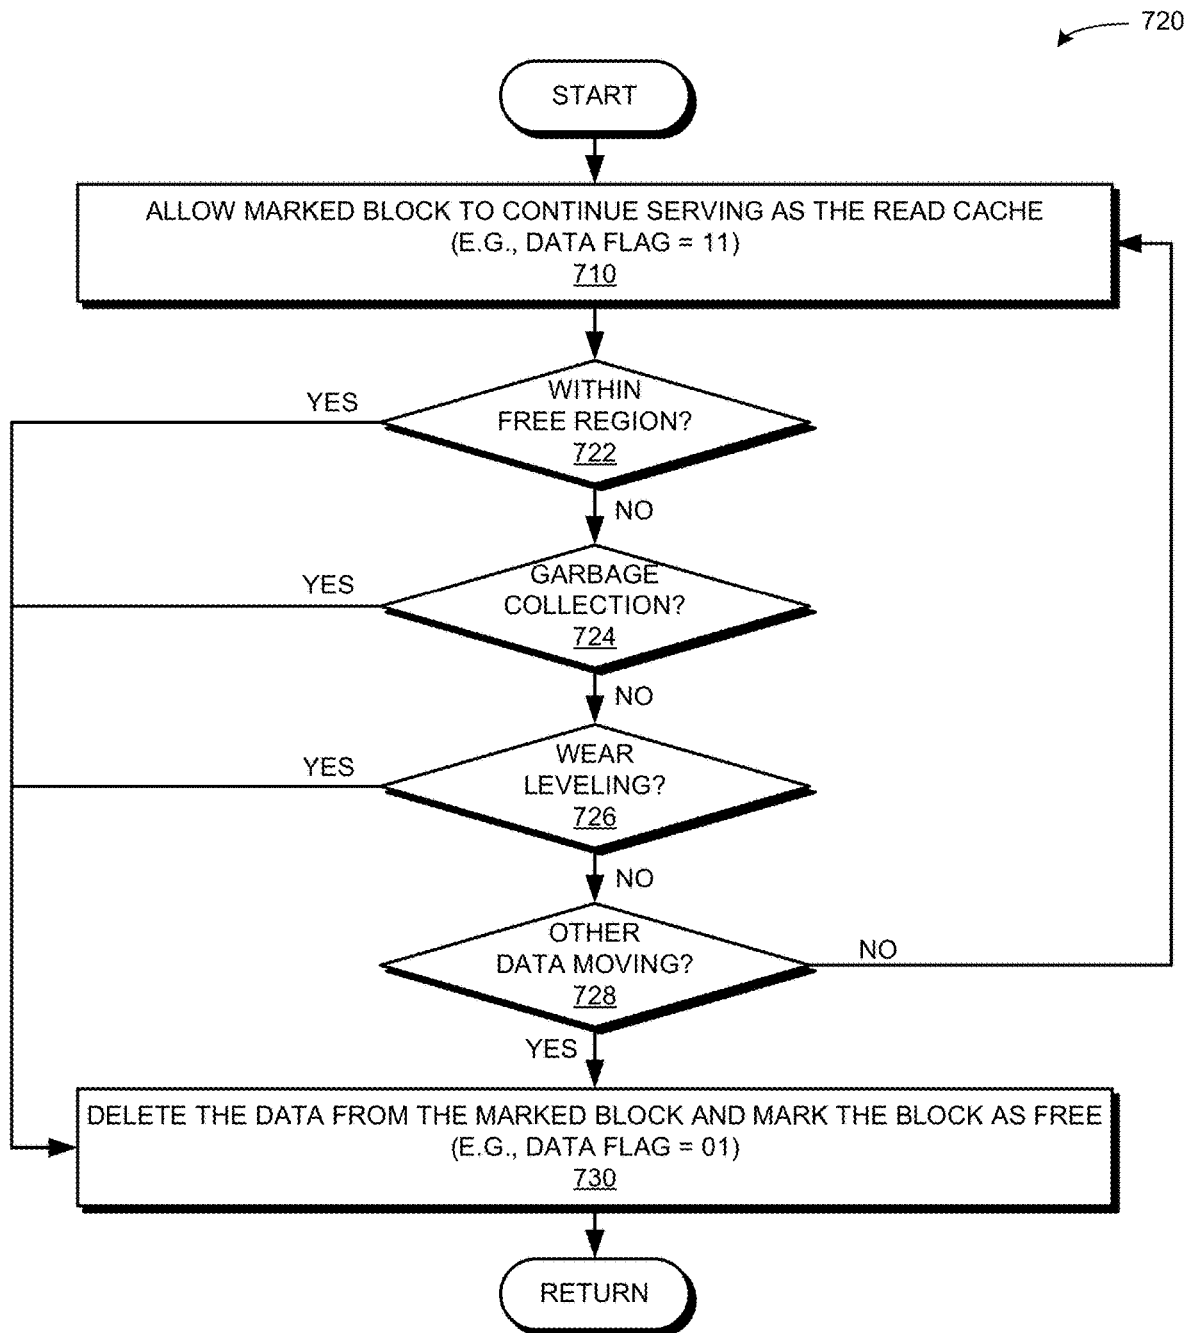 720
START
ALLOW MARKED BLOCK TO CONTINUE SERVING AS THE READ CACHE
(E.G., DATA FLAG = 11)
710
YES
WITHIN
FREE REGION?
722
NO
YES
GARBAGE
COLLECTION?
724
NO
YES
WEAR
LEVELING?
726
NO
OTHER
DATA MOVING?
728
NO
YES
DELETE THE DATA FROM THE MARKED BLOCK AND MARK THE BLOCK AS FREE
(E.G., DATA FLAG = 01)
730
RETURN